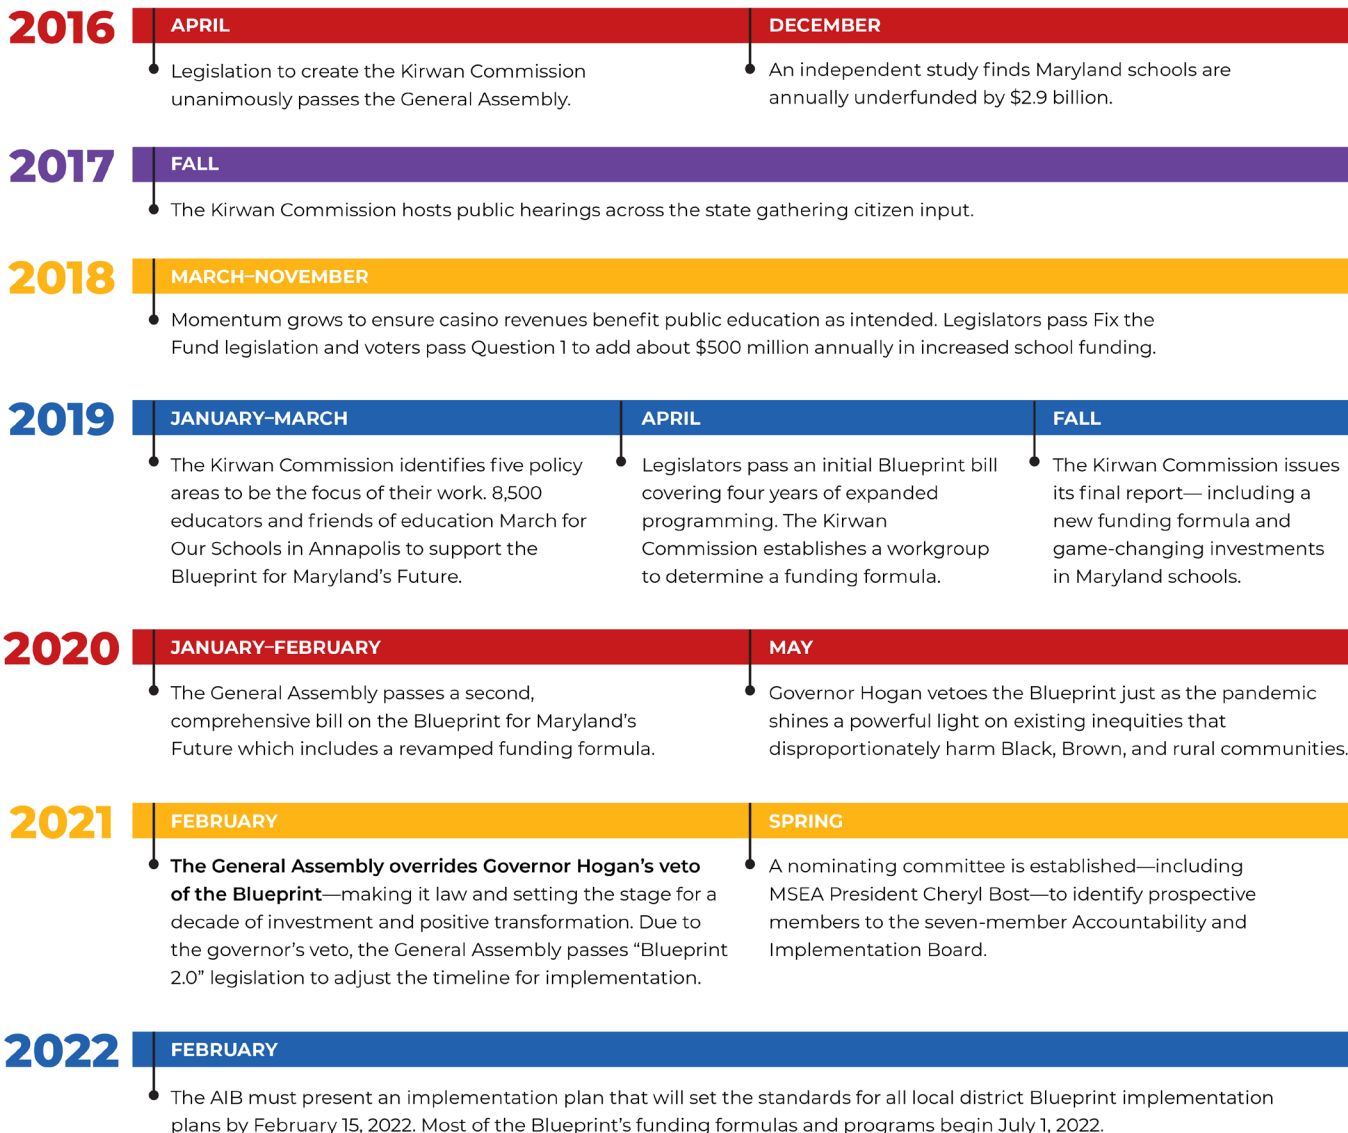 2016
APRIL
Legislation to create the Kirwan Commission
unanimously passes the General Assembly.
DECEMBER
An independent study finds Maryland schools are
annually underfunded by $2.9 billion.
2017
FALL
The Kirwan Commission hosts public hearings across the state gathering citizen input.
2018
MARCH–NOVEMBER
Momentum grows to ensure casino revenues benefit public education as intended. Legislators pass Fix the
Fund legislation and voters pass Question 1 to add about $500 million annually in increased school funding.
2019
JANUARY–MARCH
The Kirwan Commission identifies five policy
areas to be the focus of their work. 8,500
educators and friends of education March for
Our Schools in Annapolis to support the
Blueprint for Maryland’s Future.
APRIL
Legislators pass an initial Blueprint bill
covering four years of expanded
programming. The Kirwan
Commission establishes a workgroup
to determine a funding formula.
FALL
The Kirwan Commission issues
its final report— including a
new funding formula and
game-changing investments
in Maryland schools.
2020
JANUARY–FEBRUARY
The General Assembly passes a second,
comprehensive bill on the Blueprint for Maryland’s
Future which includes a revamped funding formula.
MAY
Governor Hogan vetoes the Blueprint just as the pandemic
shines a powerful light on existing inequities that
disproportionately harm Black, Brown, and rural communities.
2021
FEBRUARY
The General Assembly overrides Governor Hogan’s veto
of the Blueprint—making it law and setting the stage for a
decade of investment and positive transformation. Due to
the governor’s veto, the General Assembly passes “Blueprint
2.0” legislation to adjust the timeline for implementation.
SPRING
A nominating committee is established—including
MSEA President Cheryl Bost—to identify prospective
members to the seven-member Accountability and
Implementation Board.
2022
FEBRUARY
The AIB must present an implementation plan that will set the standards for all local district Blueprint implementation
plans by February 15, 2022. Most of the Blueprint’s funding formulas and programs begin July 1, 2022.